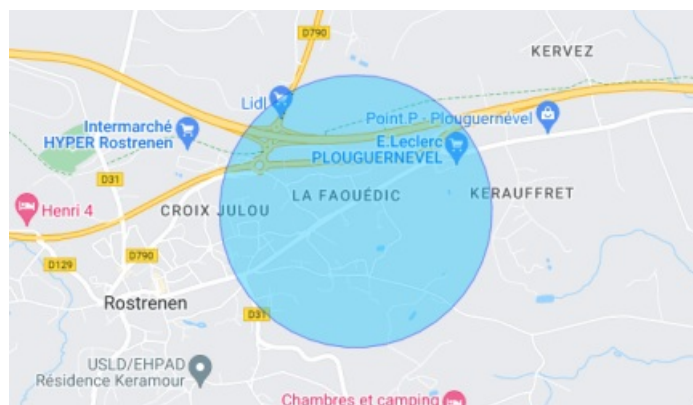 D790
KERVEZ
Lidl
Point.P - Plouguernével
Intermarché
HYPER Rostrenen
E.Leclerc
PLOUGUERNEVEL
D31
LA FAOUÉDIC
KERAUFFRET
Henri 4
CROIX JULOU
D790
D129
Rostrenen
D31
USLD/EHPAD
Résidence Keramour
Chambres et camping